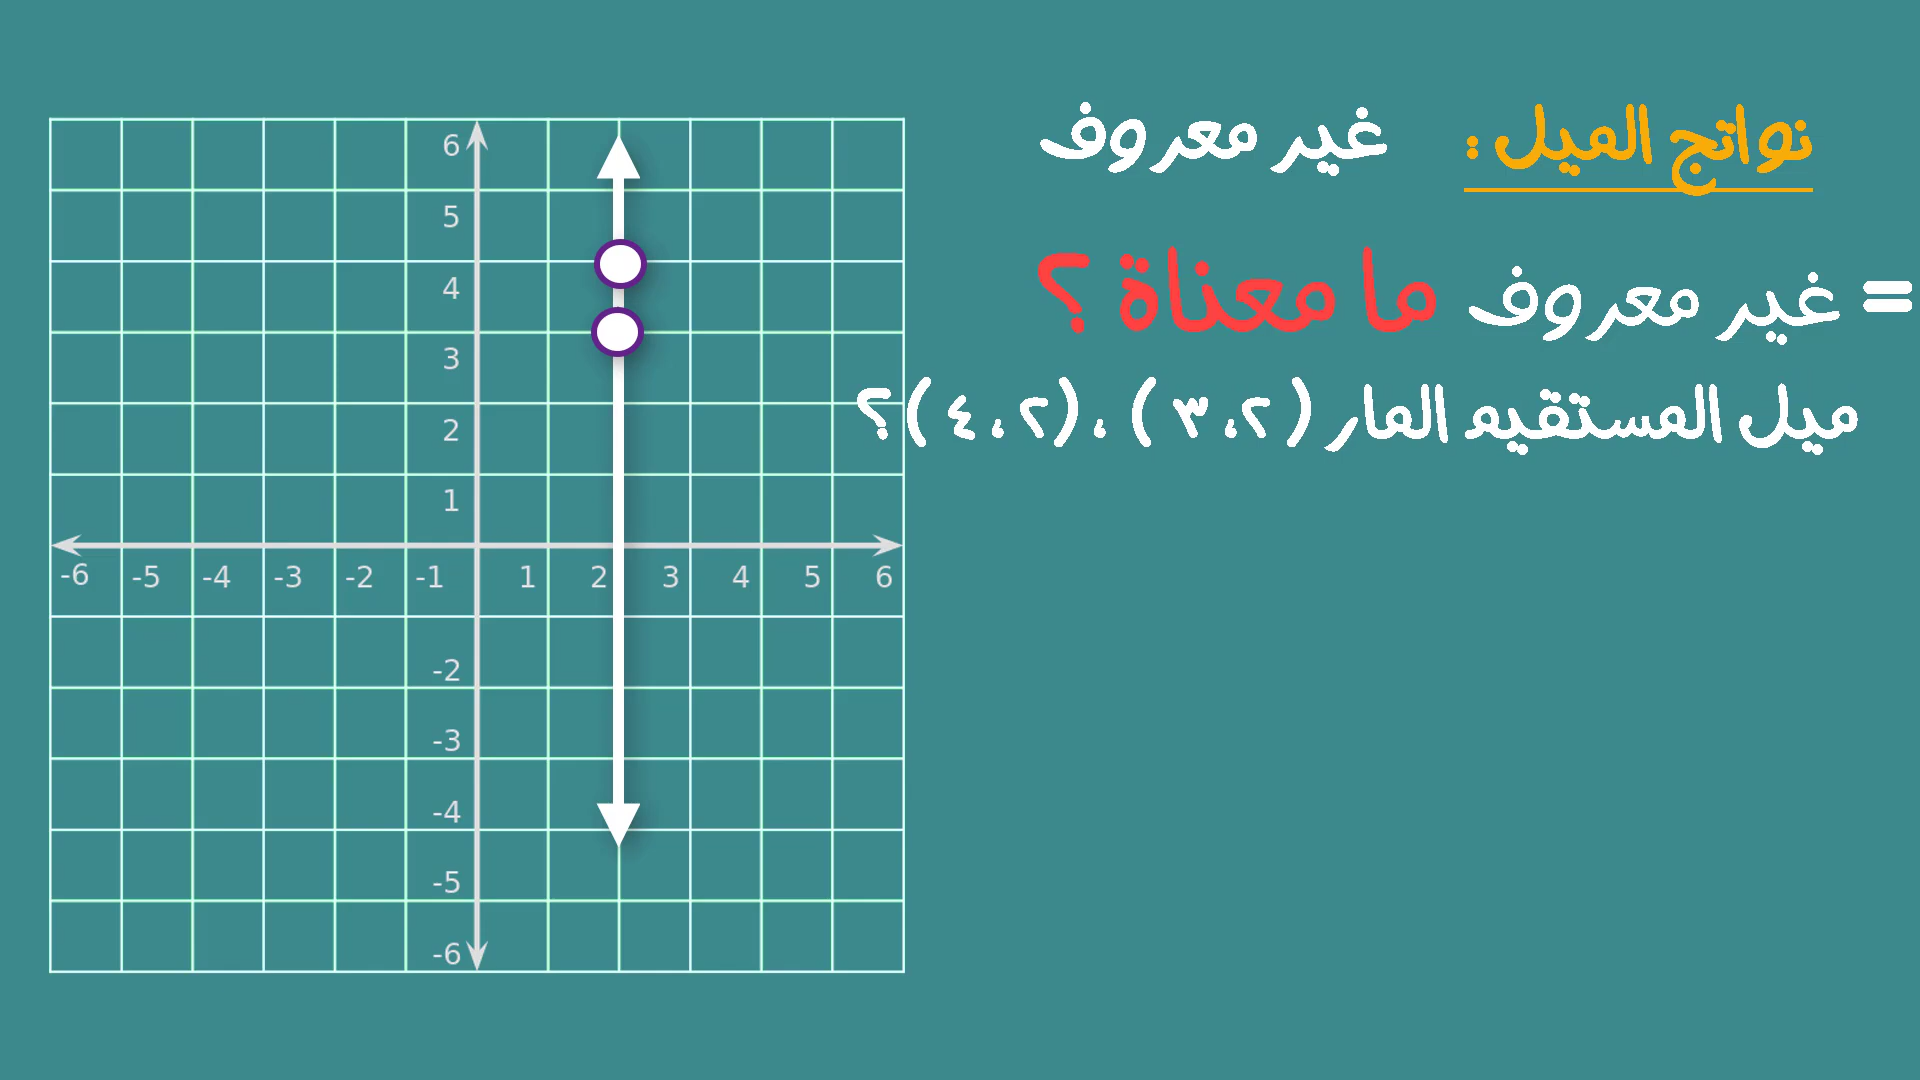 نواتج الميل : غير معروف
= غير معروف ما معناة ؟
ميل المستقيم المار (٣،٢) ، (٤،٢)؟
6
5
4
3
2
1
-6 -5 -4 -3 -2 -1 1 2 3 4 5 6
-2
-3
-4
-5
-6